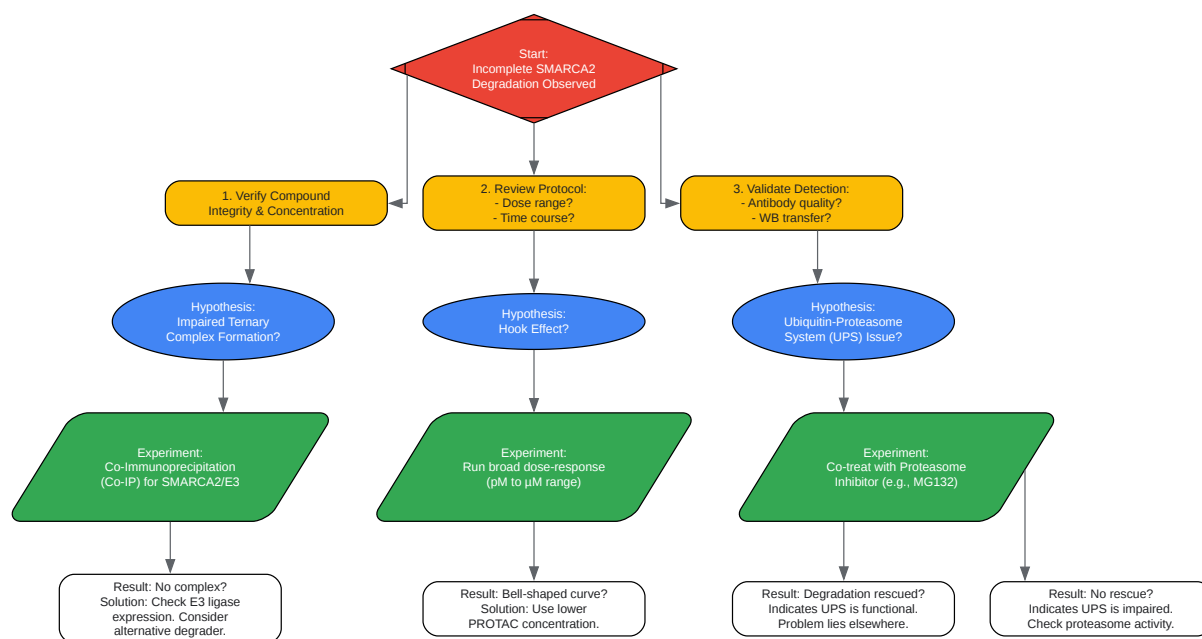 Start:
Incomplete SMARCA2
Degradation Observed
1. Verify Compound
Integrity & Concentration
2. Review Protocol:
- Dose range?
- Time course?
3. Validate Detection:
- Antibody quality?
- WB transfer?
Hypothesis:
Impaired Ternary
Complex Formation?
Hypothesis:
Hook Effect?
Hypothesis:
Ubiquitin-Proteasome
System (UPS) Issue?
Experiment:
Co-Immunoprecipitation
(Co-IP) for SMARCA2/E3
Experiment:
Run broad dose-response
(pM to µM range)
Experiment:
Co-treat with Proteasome
Inhibitor (e.g., MG132)
Result: No complex?
Solution: Check E3 ligase
expression. Consider
alternative degrader.
Result: Bell-shaped curve?
Solution: Use lower
PROTAC concentration.
Result: Degradation rescued?
Indicates UPS is functional.
Problem lies elsewhere.
Result: No rescue?
Indicates UPS is impaired.
Check proteasome activity.